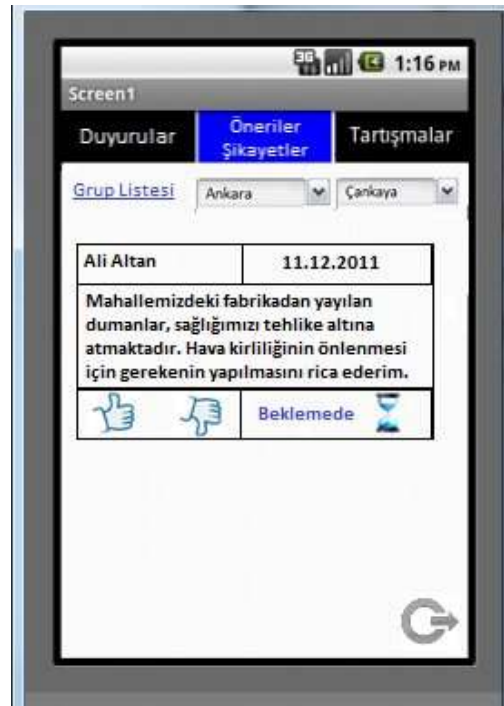 3G 1:16 PM
Screen1
Duyurular Öneriler Şikayetler Tartışmalar
Grup Listesi Ankara Çankaya
Ali Altan 11.12.2011
Mahallemizdeki fabrikadan yayılan
dumanlar, sağlığımızı tehlike altına
atmaktadır. Hava kirliliğinin önlenmesi
için gerekenin yapılmasını rica ederim.
Beklemede